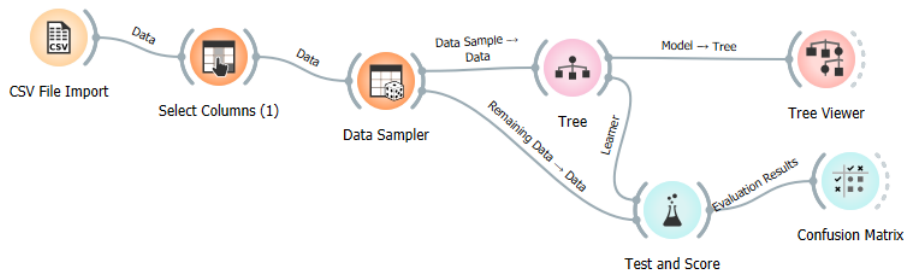 Data
CSV
CSV File Import
Select Columns (1)
Data
Data Sampler
Data Sample → 
Data
Remaining Data → Data
Tree
Learner
Model → Tree
Tree Viewer
Test and Score
Evaluation Results
Confusion Matrix